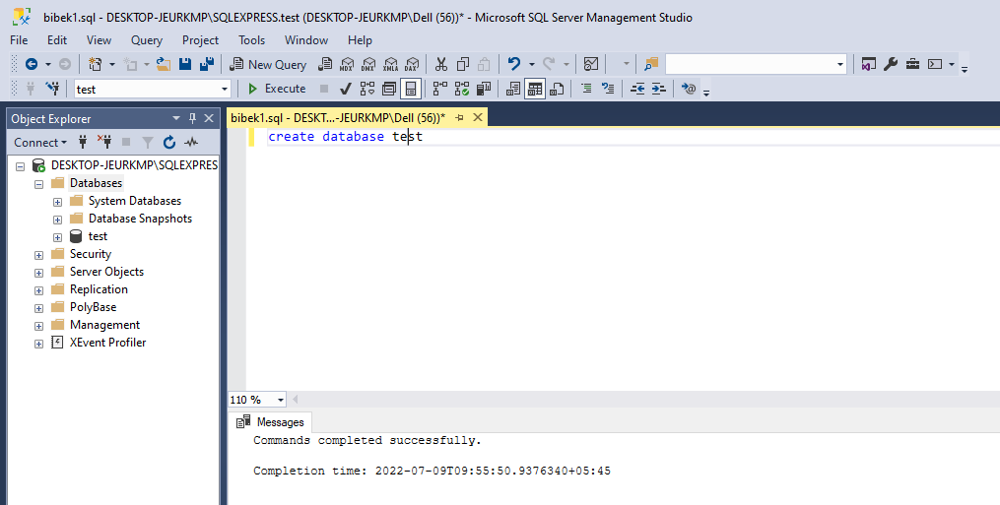 bibek1.sql - DESKTOP-JEURKMP\SQLEXPRESS.test (DESKTOP-JEURKMP\Dell (56))* - Microsoft SQL Server Management Studio
File Edit View Query Project Tools Window Help
New Query MDX DMX XMLA DAX
test Execute
Object Explorer
bibek1.sql - DESKT...-JEURKMP\Dell (56))*
Connect
create database test
DESKTOP-JEURKMP\SQLEXPRES
Databases
System Databases
Database Snapshots
test
Security
Server Objects
Replication
PolyBase
Management
XEvent Profiler
110 %
Messages
Commands completed successfully.
Completion time: 2022-07-09T09:55:50.9376340+05:45